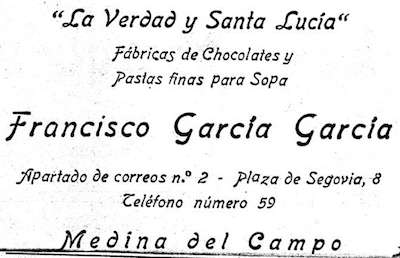 “La Verdad y Santa Lucía“
Fábricas de Chocolates y
Pastas finas para Sopa
Francisco García García
Apartado de correos n.º 2 - Plaza de Segovia, 8
Teléfono número 59
Medina del Campo